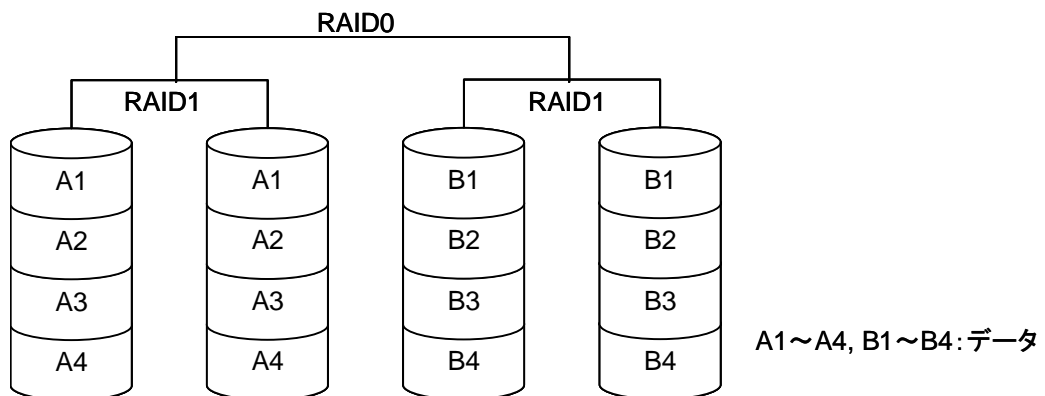 RAID0
RAID1 RAID1
A1 A1 B1 B1
A2 A2 B2 B2
A3 A3 B3 B3
A4 A4 B4 B4
A1～A4, B1～B4：データ